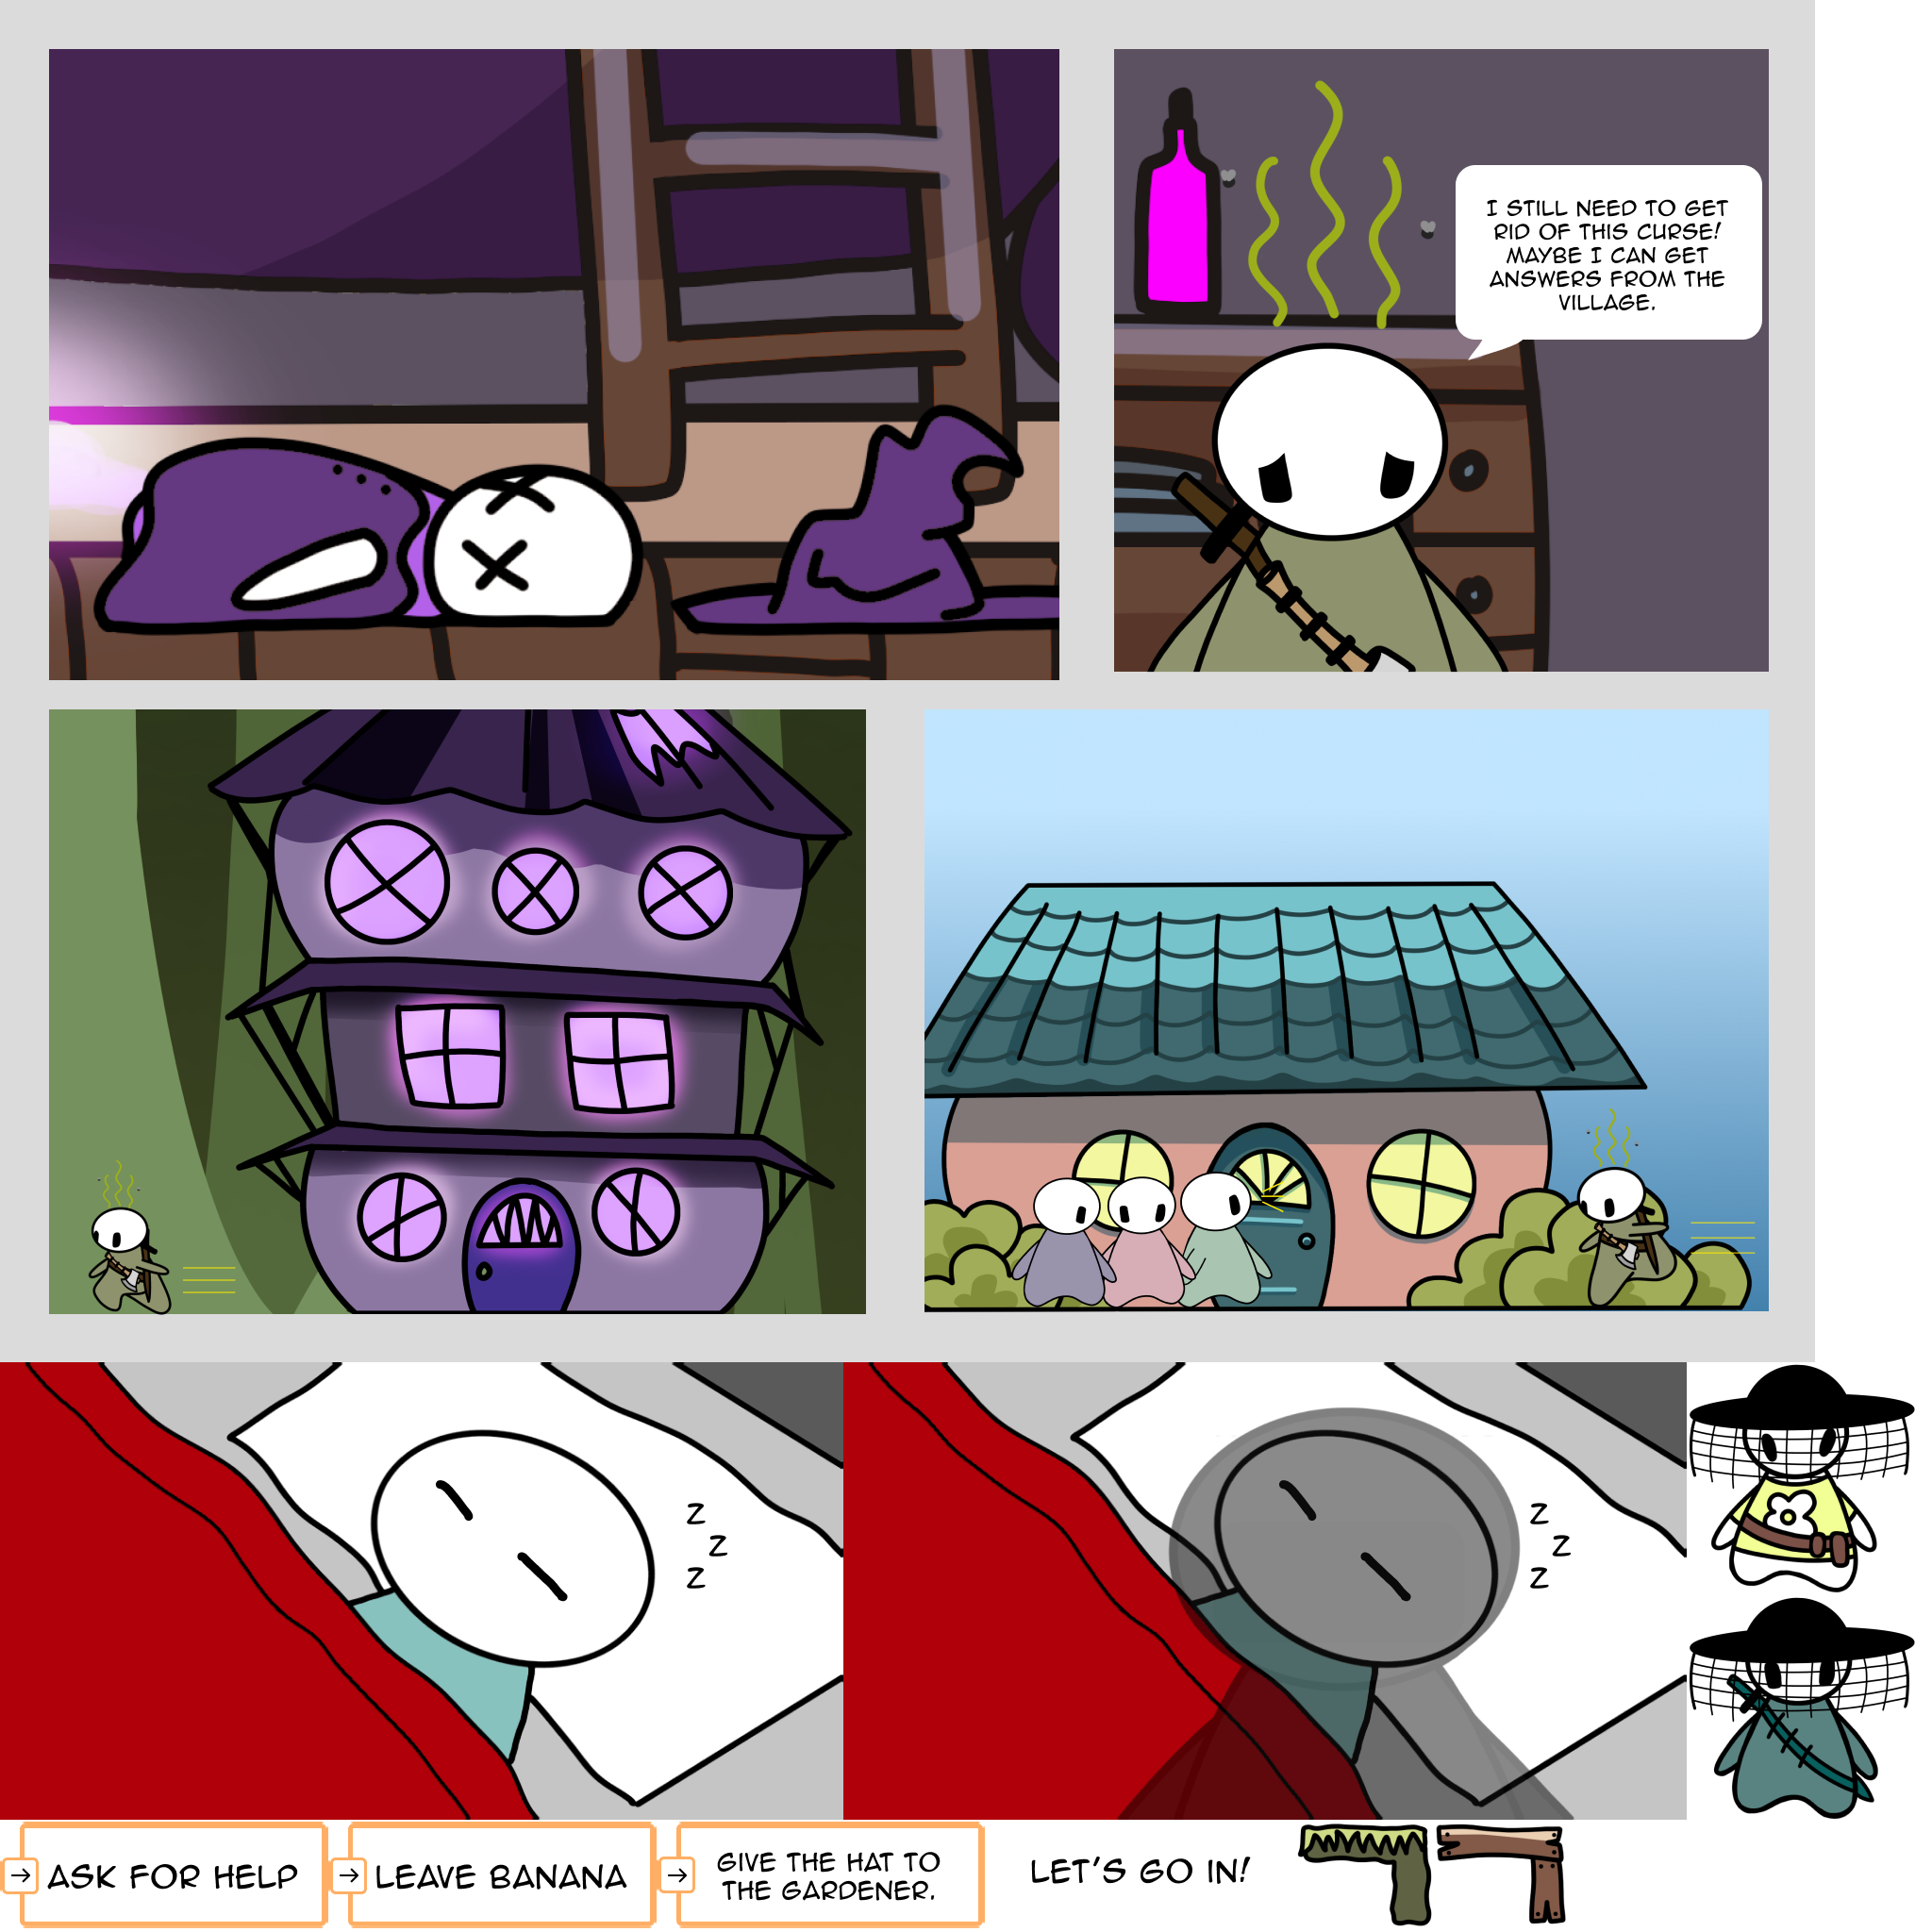 I STILL NEED TO GET
RID OF THIS CURSE!
MAYBE I CAN GET
ANSWERS FROM THE
VILLAGE.
Z
Z
Z
Z
Z
Z
→ ASK FOR HELP
→ LEAVE BANANA
→ GIVE THE HAT TO
THE GARDENER.
LET'S GO IN!